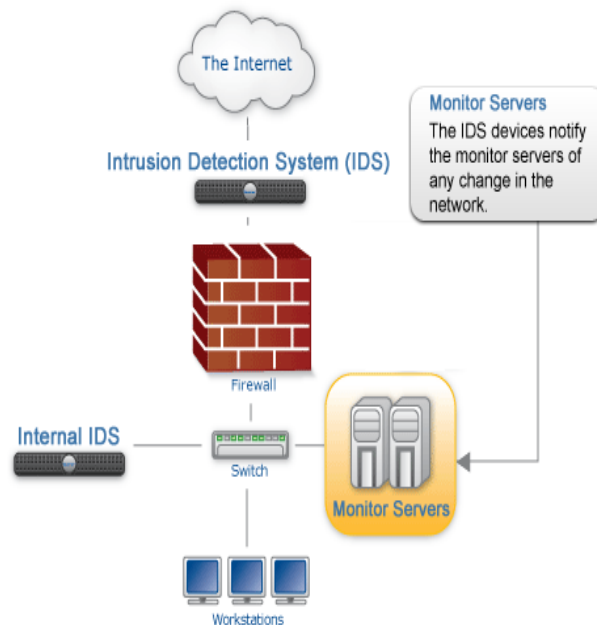 The Internet
Intrusion Detection System (IDS)
Monitor Servers
The IDS devices notify
the monitor servers of
any change in the
network.
Firewall
Internal IDS
Switch
Monitor Servers
Workstations